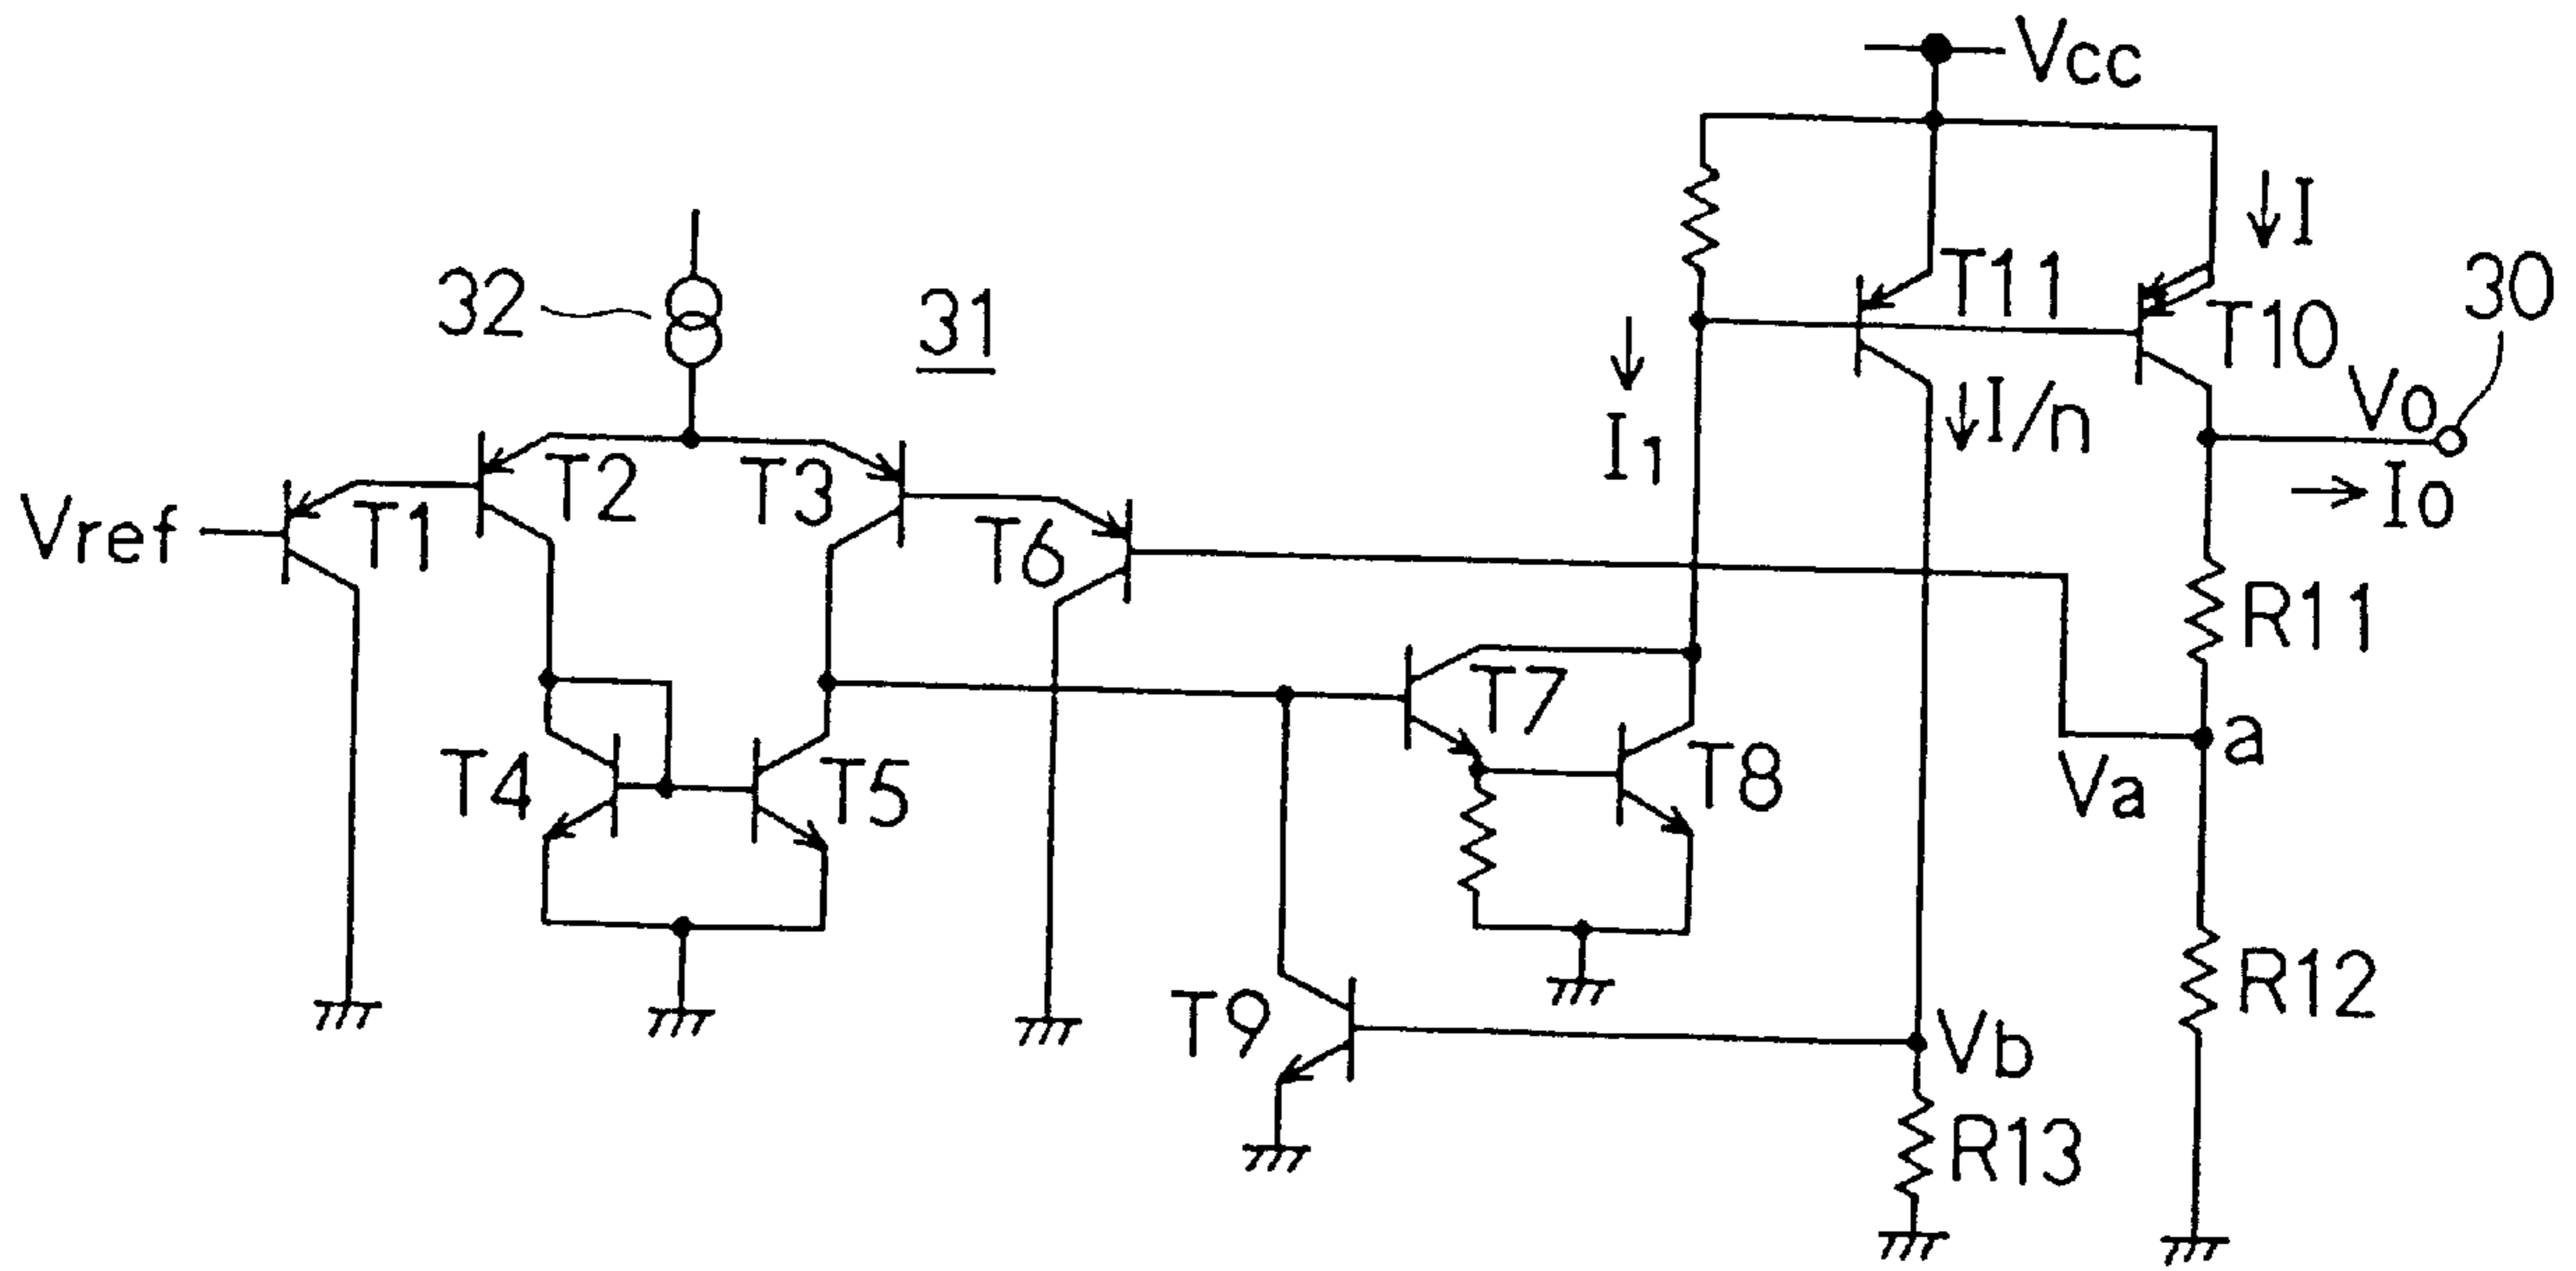 Vcc
I
32
31
T11
T10
30
Vo
I1
I/n
Io
T2
T3
Vref
T1
T6
R11
T7
a
Va
T4
T5
T8
T9
Vb
R12
R13